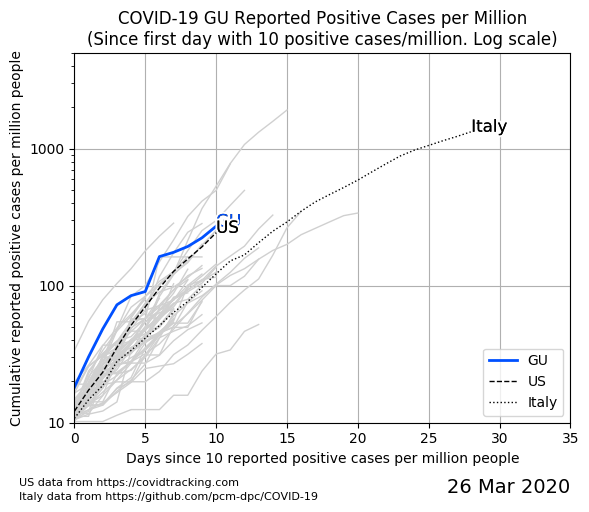 COVID-19 GU Reported Positive Cases per Million
(Since first day with 10 positive cases/million. Log scale)
Cumulative reported positive cases per million people
1000
100
10
Italy
GU
US
GU
US
Italy
0
5
10
15
20
25
30
35
Days since 10 reported positive cases per million people
US data from https://covidtracking.com
Italy data from https://github.com/pcm-dpc/COVID-19
26 Mar 2020